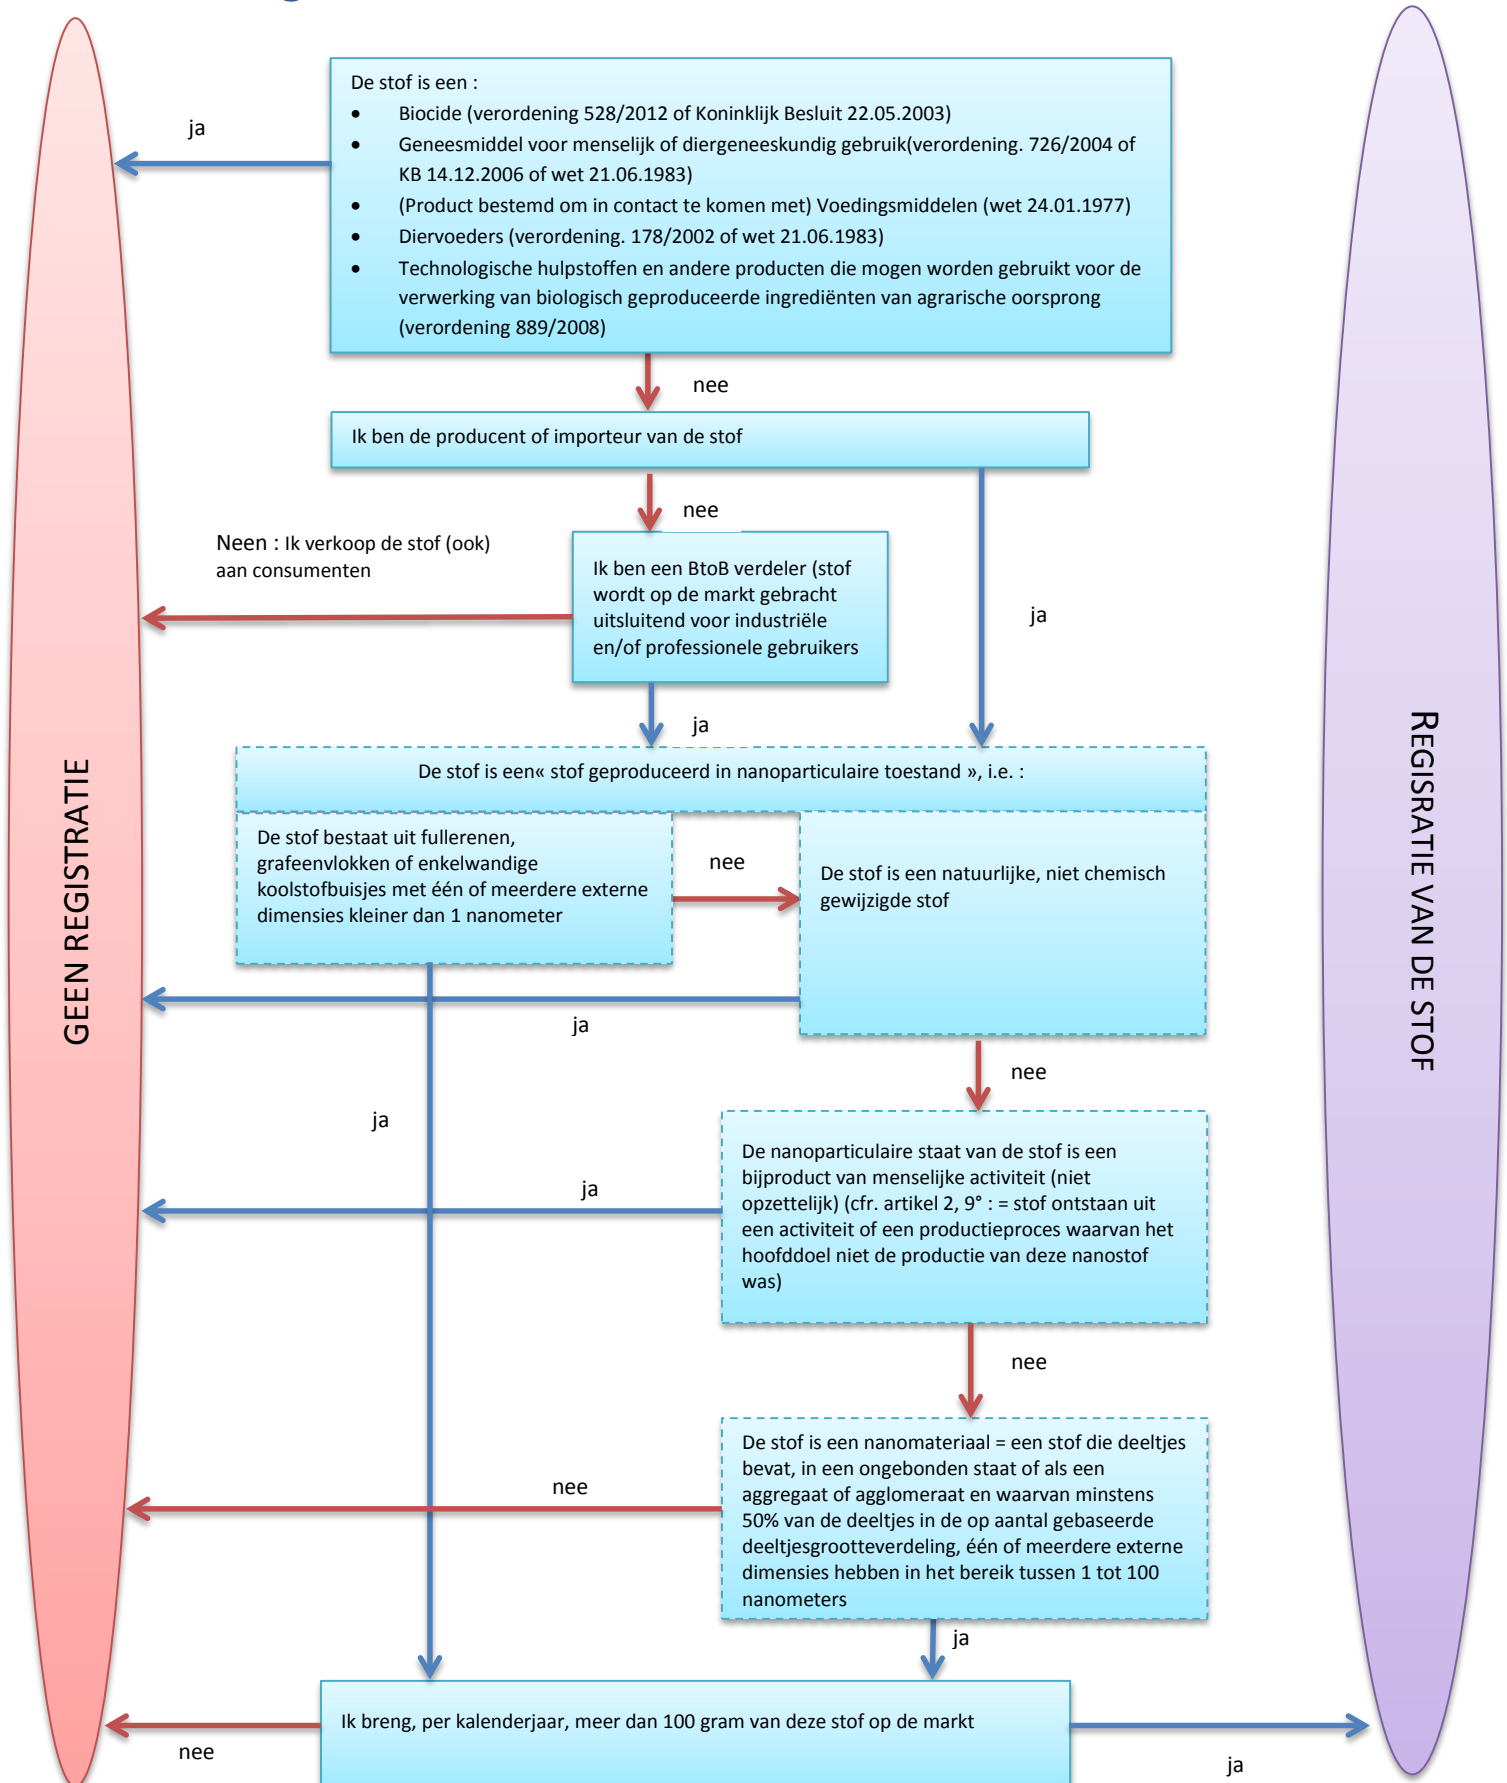 De stof is een :
• Biocide (verordening 528/2012 of Koninklijk Besluit 22.05.2003)
• Geneesmiddel voor menselijk of diergeneeskundig gebruik(verordening. 726/2004 of
KB 14.12.2006 of wet 21.06.1983)
• (Product bestemd om in contact te komen met) Voedingsmiddelen (wet 24.01.1977)
• Diervoeders (verordening. 178/2002 of wet 21.06.1983)
• Technologische hulpstoffen en andere producten die mogen worden gebruikt voor de
verwerking van biologisch geproduceerde ingrediënten van agrarische oorsprong
(verordening 889/2008)
ja
nee
Ik ben de producent of importeur van de stof
nee
Neen : Ik verkoop de stof (ook)
aan consumenten
Ik ben een BtoB verdeler (stof
wordt op de markt gebracht
uitsluitend voor industriële
en/of professionele gebruikers
ja
ja
De stof is een« stof geproduceerd in nanoparticulaire toestand », i.e. :
De stof bestaat uit fullerenen,
grafeenvlokken of enkelwandige
koolstofbuisjes met één of meerdere externe
dimensies kleiner dan 1 nanometer
nee
De stof is een natuurlijke, niet chemisch
gewijzigde stof
ja
nee
ja
De nanoparticulaire staat van de stof is een
bijproduct van menselijke activiteit (niet
opzettelijk) (cfr. artikel 2, 9° : = stof ontstaan uit
een activiteit of een productieproces waarvan het
hoofddoel niet de productie van deze nanostof
was)
ja
nee
De stof is een nanomateriaal = een stof die deeltjes
bevat, in een ongebonden staat of als een
aggregaat of agglomeraat en waarvan minstens
50% van de deeltjes in de op aantal gebaseerde
deeltjesgrootteverdeling, één of meerdere externe
dimensies hebben in het bereik tussen 1 tot 100
nanometers
nee
ja
Ik breng, per kalenderjaar, meer dan 100 gram van deze stof op de markt
nee
ja
GEEN REGISTRATIE
REGISRATIE VAN DE STOF